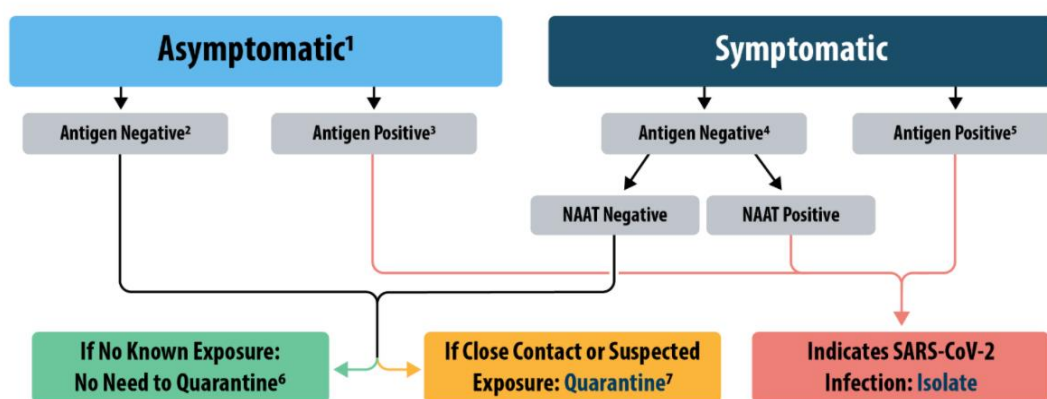 Asymptomatic¹
Symptomatic
Antigen Negative²
Antigen Positive³
Antigen Negative⁴
Antigen Positive⁵
NAAT Negative
NAAT Positive
If No Known Exposure:
No Need to Quarantine⁶
If Close Contact or Suspected
Exposure: Quarantine⁷
Indicates SARS-CoV-2
Infection: Isolate